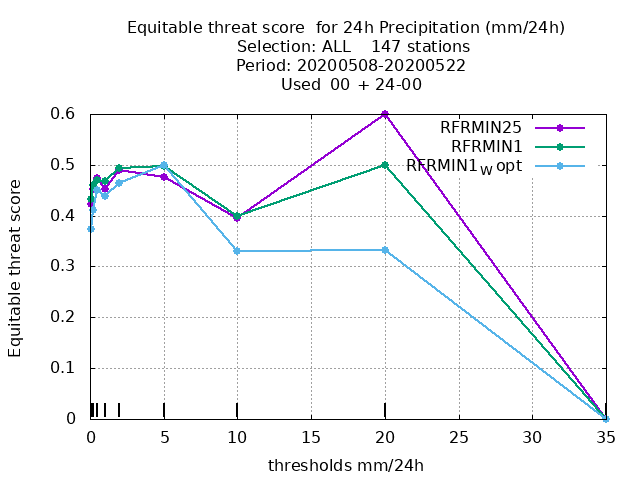 Equitable threat score  for 24h Precipitation (mm/24h)
Selection: ALL    147 stations
Period: 20200508-20200522
Used  00 + 24-00
RFRMIN25
RFRMIN1
RFRMIN1W opt
Equitable threat score
0.6
0.5
0.4
0.3
0.2
0.1
0
0 5 10 15 20 25 30 35
thresholds mm/24h